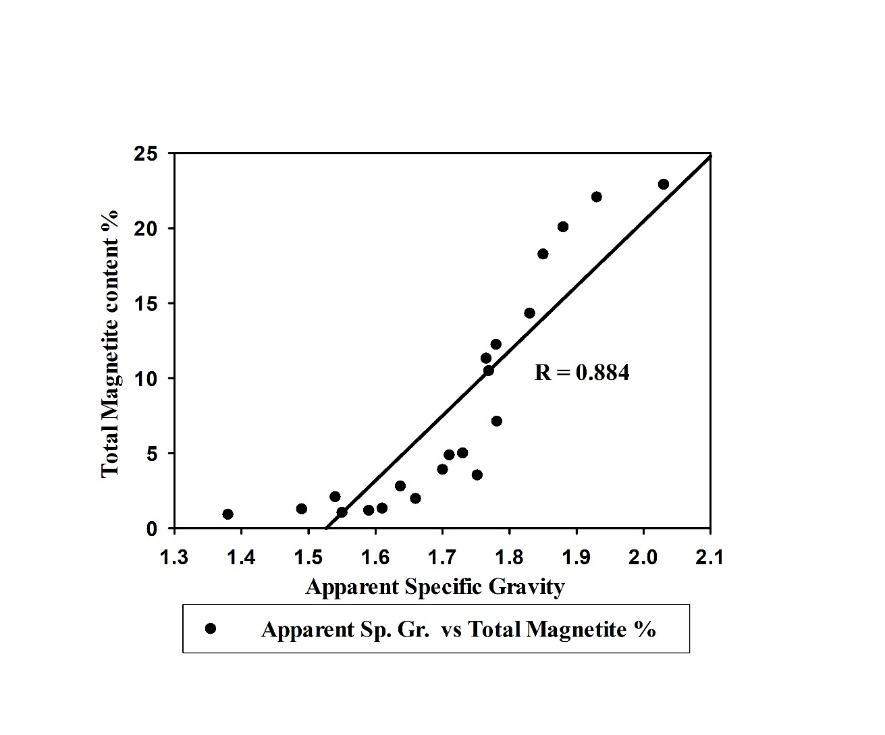 25
20
15
10
5
0
Total Magnetite content %
R = 0.884
1.3 1.4 1.5 1.6 1.7 1.8 1.9 2.0 2.1
Apparent Specific Gravity
Apparent Sp. Gr. vs Total Magnetite %